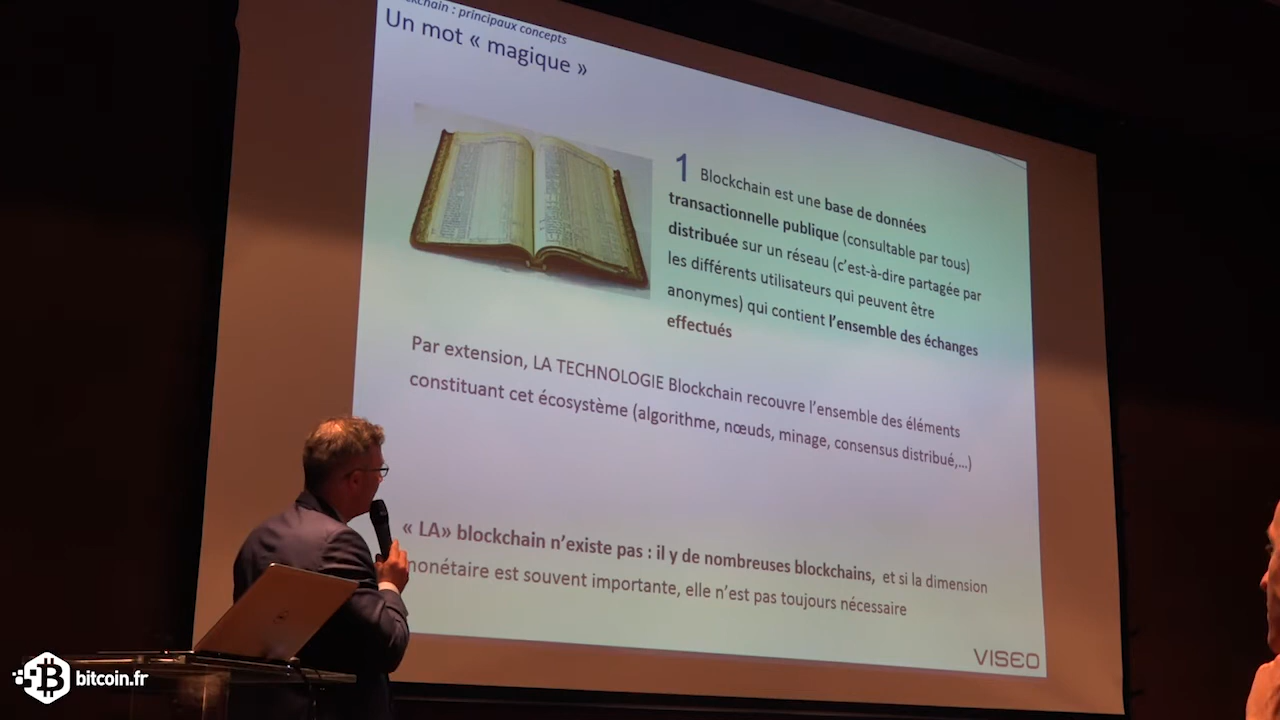 ckchain : principaux concepts
Un mot « magique »
1 Blockchain est une base de données
transactionnelle publique (consultable par tous)
distribuée sur un réseau (c'est-à-dire partagée par
les différents utilisateurs qui peuvent être
anonymes) qui contient l'ensemble des échanges
effectués
Par extension, LA TECHNOLOGIE Blockchain recouvre l'ensemble des éléments
constituant cet écosystème (algorithme, nœuds, minage, consensus distribué,...)
« LA» blockchain n'existe pas : il y de nombreuses blockchains, et si la dimension
monétaire est souvent importante, elle n'est pas toujours nécessaire
VISEO
bitcoin.fr